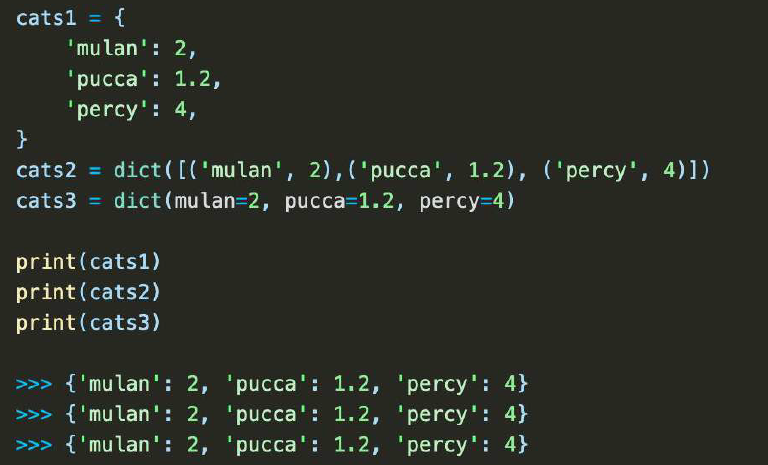 cats1 = {
    'mulan': 2,
    'pucca': 1.2,
    'percy': 4,
}
cats2 = dict([('mulan', 2),('pucca', 1.2), ('percy', 4)])
cats3 = dict(mulan=2, pucca=1.2, percy=4)

print(cats1)
print(cats2)
print(cats3)

>>> {'mulan': 2, 'pucca': 1.2, 'percy': 4}
>>> {'mulan': 2, 'pucca': 1.2, 'percy': 4}
>>> {'mulan': 2, 'pucca': 1.2, 'percy': 4}